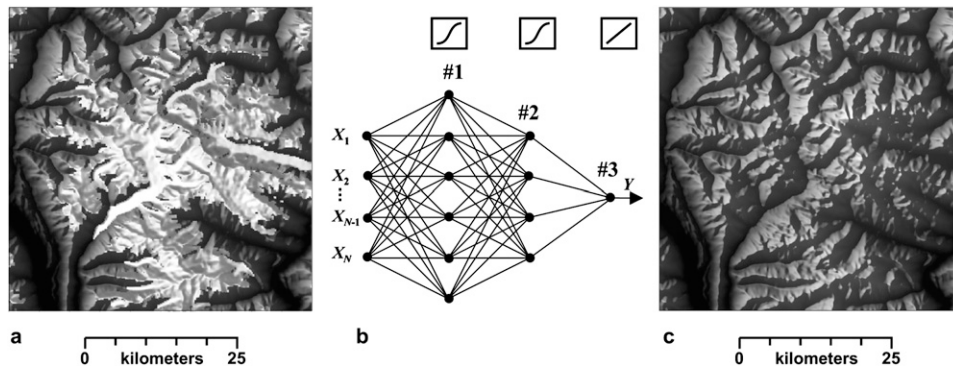 #1
#2
#3
X1
X2
⋮
XN-1
XN
Y
a
0 kilometers 25
b
c
0 kilometers 25